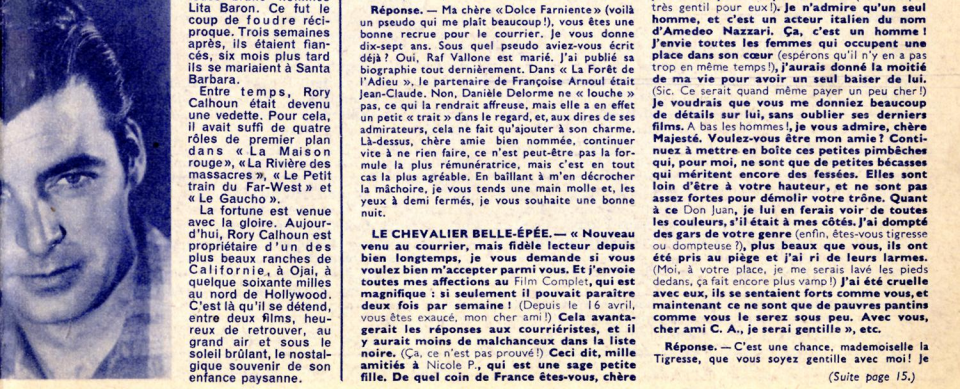 Lita Baron. Ce fut le
coup de foudre réci-
proque. Trois semaines
après, ils étaient fian-
cés, six mois plus tard
ils se mariaient à Santa
Barbara.
Entre temps, Rory
Calhoun était devenu
une vedette. Pour cela,
il avait suffi de quatre
rôles de premier plan
dans « La Maison
rouge», «La Rivière des
massacres », « Le Petit
train du Far-West » et
« Le Gaucho ».
La fortune est venue
avec la gloire. Aujour-
d'hui, Rory Calhoun est
propriétaire d'un des
plus beaux ranches de
Californie, à Ojai, à
quelque soixante milles
au nord de Hollywood.
C'est là qu'il se détend,
entre deux films, heu-
reux de retrouver, au
grand air et sous le
soleil brûlant, le nostal-
gique souvenir de son
enfance paysanne.
Réponse. — Ma chère «Dolce Farniente» (voilà
un pseudo qui me plaît beaucoup!), vous êtes une
bonne recrue pour le courrier. Je vous donne
dix-sept ans. Sous quel pseudo aviez-vous écrit
déjà? Oui, Raf Vallone est marié. J'ai publié sa
biographie tout dernièrement. Dans « La Forêt de
l'Adieu », le partenaire de Françoise Arnoul était
Jean-Claude. Non, Danièle Delorme ne « louche »
pas, ce qui la rendrait affreuse, mais elle a en effet
un petit « trait » dans le regard, et, aux dires de ses
admirateurs, cela ne fait qu'ajouter à son charme.
Là-dessus, chère amie bien nommée, continuer
vite à ne rien faire, ce n'est peut-être pas la for-
mule la plus rémunératrice, mais c'est en tout
cas la plus agréable. En bâillant à m'en décrocher
la mâchoire, je vous tends une main molle et, les
yeux à demi fermés, je vous souhaite une bonne
nuit.
LE CHEVALIER BELLE-ÉPÉE. — « Nouveau
venu au courrier, mais fidèle lecteur depuis
bien longtemps, je vous demande si vous
voulez bien m'accepter parmi vous. Et j'envoie
toutes mes affections au Film Complet, qui est
magnifique : si seulement il pouvait paraître
deux fois par semaine ! (Depuis le 16 avril,
vous êtes exaucé, mon cher ami!) Cela avanta-
gerait les réponses aux courriéristes, et il
y aurait moins de malchanceux dans la liste
noire. (Ça, ce n'est pas prouvé!) Ceci dit, mille
amitiés à Nicole P., qui est une sage petite
fille. De quel coin de France êtes-vous, chère
très gentil pour eux!). Je n'admire qu'un seul
homme, et c'est un acteur italien du nom
d'Amedeo Nazzari. Ça, c'est un homme!
J'envie toutes les femmes qui occupent une
place dans son cœur (espérons qu'il n'y en a pas
trop en même temps!), j'aurais donné la moitié
de ma vie pour avoir un seul baiser de lui.
(Sic. Ce serait quand même payer un peu cher!)
Je voudrais que vous me donniez beaucoup
de détails sur lui, sans oublier ses derniers
films. A bas les hommes!, je vous admire, chère
Majesté. Voulez-vous être mon amie? Conti-
nuez à mettre en boîte ces petites pimbêches
qui, pour moi, ne sont que de petites bécasses
qui méritent encore des fessées. Elles sont
loin d'être à votre hauteur, et ne sont pas
assez fortes pour démolir votre trône. Quant
à ce Don Juan, je lui en ferais voir de toutes
les couleurs, s'il était à mes côtés. J'ai dompté
des gars de votre genre (enfin, êtes-vous tigresse
ou dompteuse?), plus beaux que vous, ils ont
été pris au piège et j'ai ri de leurs larmes.
(Moi, à votre place, je me serais lavé les pieds
dedans, ça fait encore plus vamp!) J'ai été cruelle
avec eux, ils se sentaient forts comme vous, et
maintenant ce ne sont que de pauvres pantins
comme vous le serez sous peu. Avec vous,
cher ami C. A., je serai gentille », etc.
Réponse. — C'est une chance, mademoiselle la
Tigresse, que vous soyez gentille avec moi! Je
(Suite page 15.)